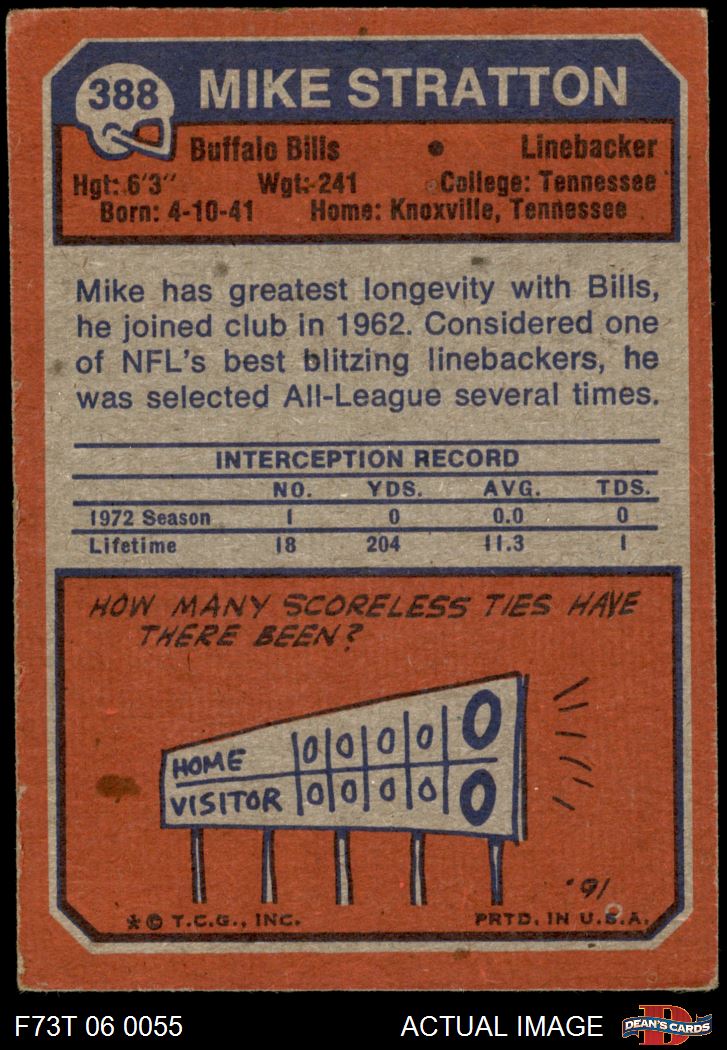 388 MIKE STRATTON
Buffalo Bills • Linebacker
Hgt: 6'3" Wgt: 241 College: Tennessee
Born: 4-10-41 Home: Knoxville, Tennessee
Mike has greatest longevity with Bills,
he joined club in 1962. Considered one
of NFL's best blitzing linebackers, he
was selected All-League several times.
INTERCEPTION RECORD
NO. YDS. AVG. TDS.
1972 Season 1 0 0.0 0
Lifetime 18 204 11.3 1
HOW MANY SCORELESS TIES HAVE
THERE BEEN?
HOME 0 0 0 0 0
VISITOR 0 0 0 0 0
'91
* © T.C.G., INC. PRTD. IN U.S.A.
F73T 06 0055 ACTUAL IMAGE D DEAN'S CARDS